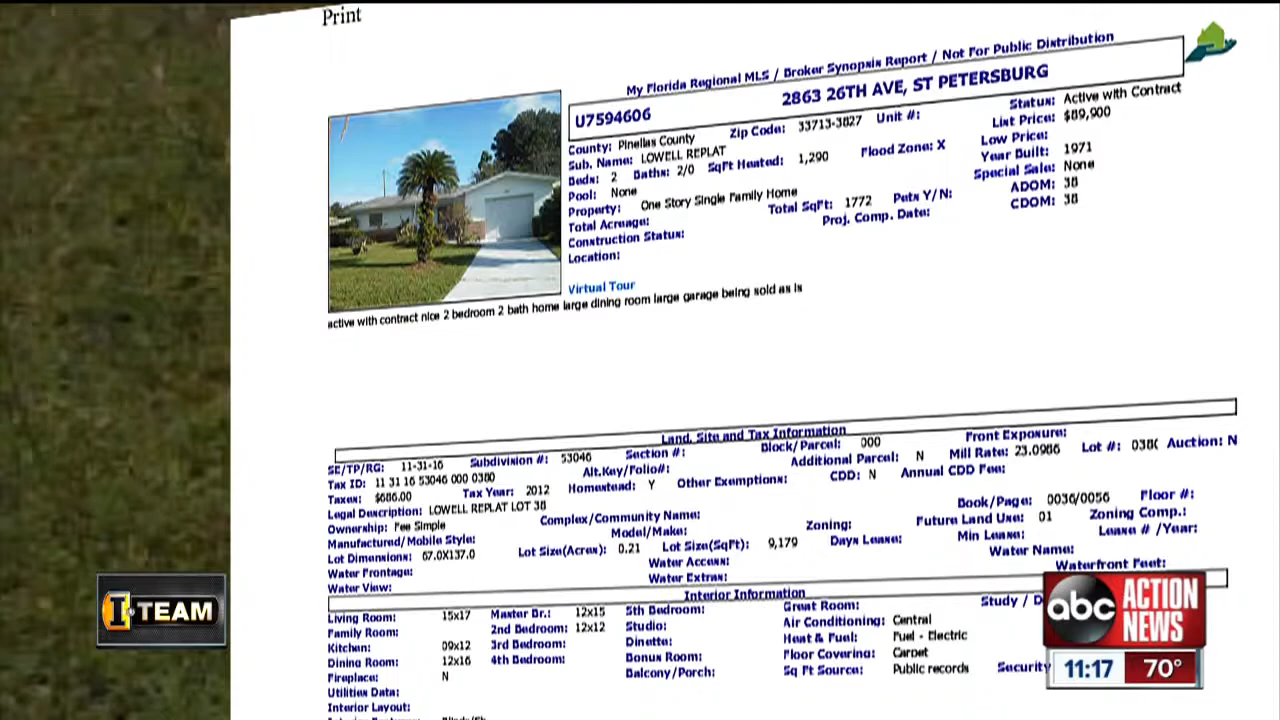 Print
My Florida Regional MLS / Broker Synopsis Report / Not For Public Distribution
U7594606 2863 26TH AVE, ST PETERSBURG
County: Pinellas County Zip Code: 33713-3827 Unit #: Status: Active with Contract
Sub. Name: LOWELL REPLAT List Price: $89,900
Beds: 2 Baths: 2/0 SqFt Heated: 1,290 Flood Zone: X Low Price:
Pool: None Year Built: 1971
Property: One Story Single Family Home Special Sale: None
Total Acreage: Total SqFt: 1772 Pets Y/N: ADOM: 38
Construction Status: Proj. Comp. Date: CDOM: 38
Location:
Virtual Tour
active with contract nice 2 bedroom 2 bath home large dining room large garage being sold as is
Land, Site and Tax Information
SE/TP/RG: 11-31-16 Subdivision #: 53046 Section #: Block/Parcel: 000 Front Exposure:
Tax ID: 11 31 16 53046 000 0380 Alt.Key/Folio#: Additional Parcel: N Mill Rate: 23.0986 Lot #: 038( Auction: N
Taxes: $686.00 Tax Year: 2012 Homestead: Y Other Exemptions: CDD: N Annual CDD Fee:
Legal Description: LOWELL REPLAT LOT 38
Ownership: Fee Simple Complex/Community Name: Book/Page: 0036/0056 Floor #:
Manufactured/Mobile Style: Model/Make: Zoning: Future Land Use: 01 Zoning Comp.:
Lot Dimensions: 67.0X137.0 Lot Size(Acres): 0.21 Lot Size(SqFt): 9,179 Days Lease: Min Lease: Lease # /Year:
Water Frontage: Water Access: Water Name:
Water View: Water Extras: Waterfront Feet:
Interior Information
Living Room: 15x17 Master Br.: 12x15 5th Bedroom: Great Room: Study / D
Family Room: 2nd Bedroom: 12x12 Studio: Air Conditioning: Central
Kitchen: 09x12 3rd Bedroom: Dinette: Heat & Fuel: Fuel - Electric
Dining Room: 12x16 4th Bedroom: Bonus Room: Floor Covering: Carpet
Fireplace: N Balcony/Porch: Sq Ft Source: Public records Security
Utilities Data:
Interior Layout:
I-TEAM
abc ACTION NEWS
11:17 70°